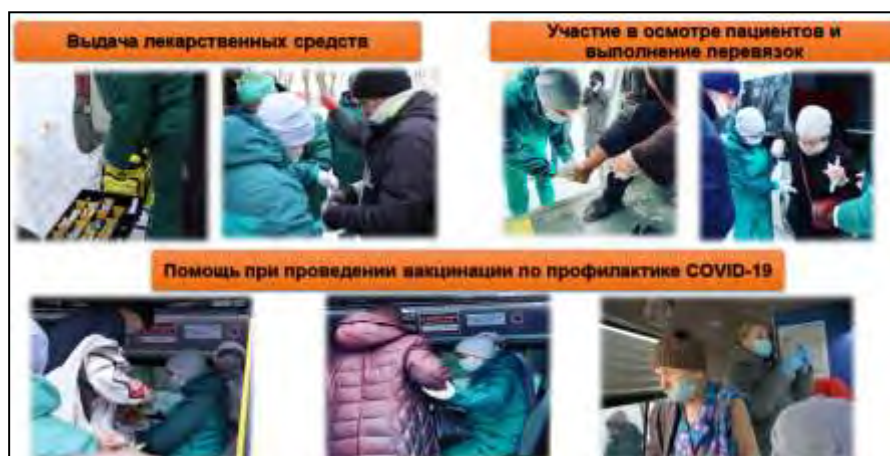 Выдача лекарственных средств
Участие в осмотре пациентов и
выполнение перевязок
Помощь при проведении вакцинации по профилактике COVID-19